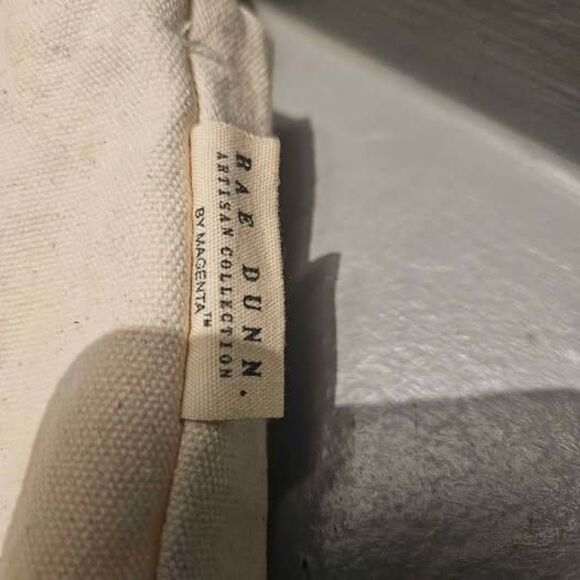 RAE DUNN.
ARTISAN COLLECTION
BY MAGENTA™